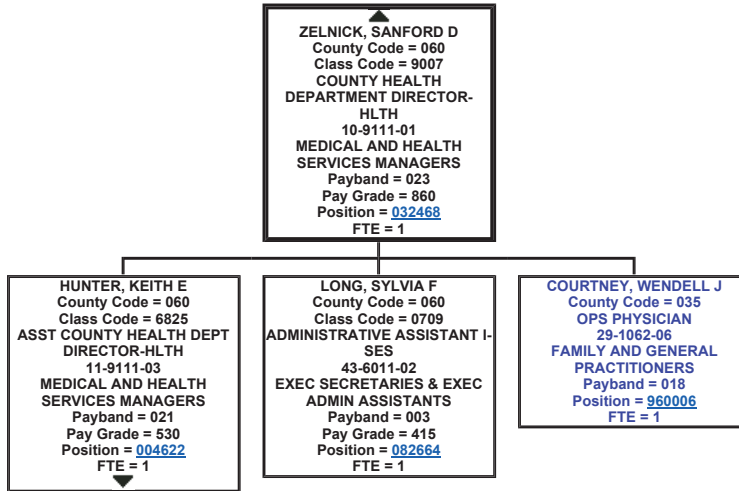 ZELNICK, SANFORD D
County Code = 060
Class Code = 9007
COUNTY HEALTH
DEPARTMENT DIRECTOR-
HLTH
10-9111-01
MEDICAL AND HEALTH
SERVICES MANAGERS
Payband = 023
Pay Grade = 860
Position = 032468
FTE = 1
HUNTER, KEITH E
County Code = 060
Class Code = 6825
ASST COUNTY HEALTH DEPT
DIRECTOR-HLTH
11-9111-03
MEDICAL AND HEALTH
SERVICES MANAGERS
Payband = 021
Pay Grade = 530
Position = 004622
FTE = 1
LONG, SYLVIA F
County Code = 060
Class Code = 0709
ADMINISTRATIVE ASSISTANT I-
SES
43-6011-02
EXEC SECRETARIES & EXEC
ADMIN ASSISTANTS
Payband = 003
Pay Grade = 415
Position = 082664
FTE = 1
COURTNEY, WENDELL J
County Code = 035
OPS PHYSICIAN
29-1062-06
FAMILY AND GENERAL
PRACTITIONERS
Payband = 018
Position = 960006
FTE = 1